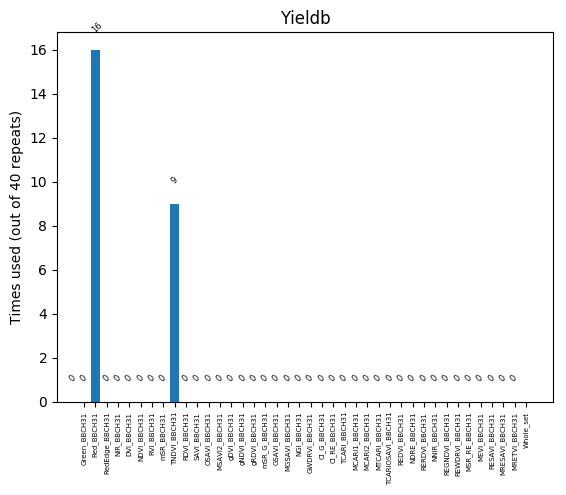 Yieldb
Times used (out of 40 repeats)
16
14
12
10
8
6
4
2
0
0 0 16 0 0 0 0 0 0 9 0 0 0 0 0 0 0 0 0 0 0 0 0 0 0 0 0 0 0 0 0 0 0 0 0 0 0 0 0 0
Green_BBCH31
Red_BBCH31
RedEdge_BBCH31
NIR_BBCH31
DVI_BBCH31
NDVI_BBCH31
RVI_BBCH31
mSR_BBCH31
TNDVI_BBCH31
RDVI_BBCH31
SAVI_BBCH31
OSAVI_BBCH31
MSAVI2_BBCH31
gDVI_BBCH31
gNDVI_BBCH31
gRDVI_BBCH31
mSR_G_BBCH31
GSAVI_BBCH31
MGSAVI_BBCH31
NGI_BBCH31
GWDRVI_BBCH31
CI_G_BBCH31
CI_RE_BBCH31
TCARI_BBCH31
MCARI1_BBCH31
MCARI2_BBCH31
MTCARI_BBCH31
TCARIOSAVI_BBCH31
REDVI_BBCH31
NDRE_BBCH31
RERDVI_BBCH31
NNIR_BBCH31
REGNDVI_BBCH31
REWDRVI_BBCH31
MSR_RE_BBCH31
MEVI_BBCH31
RESAVI_BBCH31
MRESAVI_BBCH31
MRETVI_BBCH31
Whole_set